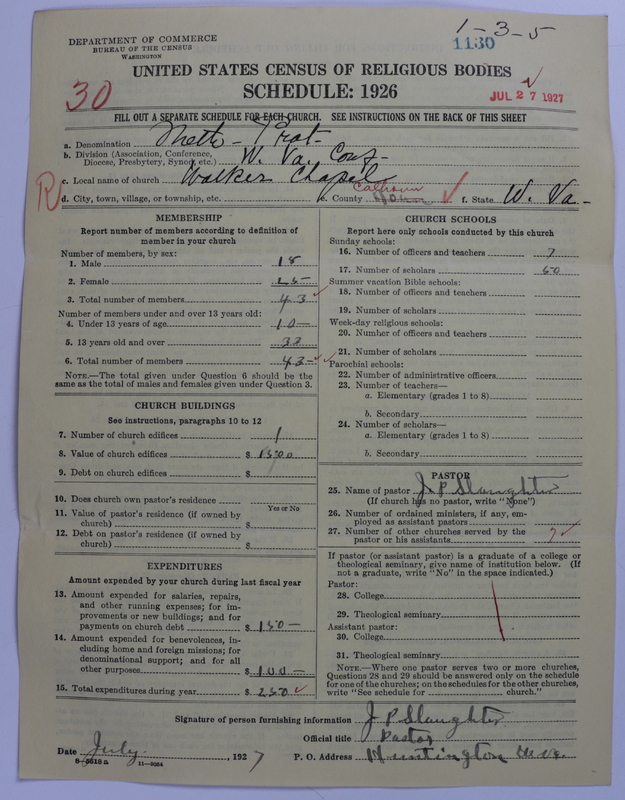 1-3-5
1130
DEPARTMENT OF COMMERCE
BUREAU OF THE CENSUS
WASHINGTON
UNITED STATES CENSUS OF RELIGIOUS BODIES
SCHEDULE: 1926
30
JUL 27 1927
FILL OUT A SEPARATE SCHEDULE FOR EACH CHURCH. SEE INSTRUCTIONS ON THE BACK OF THIS SHEET
a. Denomination Meth - Prot -
b. Division (Association, Conference, Diocese, Presbytery, Synod, etc.) W. Va. Conf -
R c. Local name of church Walker Chapel
d. City, town, village, or township, etc. e. County Calhoun f. State W. Va -
MEMBERSHIP
Report number of members according to definition of
member in your church
Number of members, by sex:
1. Male 18
2. Female 25
3. Total number of members 43
Number of members under and over 13 years old:
4. Under 13 years of age 10
5. 13 years old and over 33
6. Total number of members 43
NOTE.—The total given under Question 6 should be the
same as the total of males and females given under Question 3.
CHURCH BUILDINGS
See instructions, paragraphs 10 to 12
7. Number of church edifices 1
8. Value of church edifices $ 1500
9. Debt on church edifices $
10. Does church own pastor's residence
Yes or No
11. Value of pastor's residence (if owned by
church) $
12. Debt on pastor's residence (if owned by
church) $
EXPENDITURES
Amount expended by your church during last fiscal year
13. Amount expended for salaries, repairs,
and other running expenses; for im-
provements or new buildings; and for
payments on church debt $ 150 —
14. Amount expended for benevolences, in-
cluding home and foreign missions; for
denominational support; and for all
other purposes $ 100 —
15. Total expenditures during year $ 250
CHURCH SCHOOLS
Report here only schools conducted by this church
Sunday schools:
16. Number of officers and teachers 7
17. Number of scholars 60
Summer vacation Bible schools:
18. Number of officers and teachers
19. Number of scholars
Week-day religious schools:
20. Number of officers and teachers
21. Number of scholars
Parochial schools:
22. Number of administrative officers
23. Number of teachers—
a. Elementary (grades 1 to 8)
b. Secondary
24. Number of scholars—
a. Elementary (grades 1 to 8)
b. Secondary
PASTOR
25. Name of pastor J P Slaughter
(If church has no pastor, write "None")
26. Number of ordained ministers, if any, em-
ployed as assistant pastors
27. Number of other churches served by the
pastor or his assistants 7
If pastor (or assistant pastor) is a graduate of a college or
theological seminary, give name of institution below. (If
not a graduate, write "No" in the space indicated.)
Pastor:
28. College
29. Theological seminary
Assistant pastor:
30. College
31. Theological seminary
NOTE.—Where one pastor serves two or more churches,
Questions 28 and 29 should be answered only on the schedule
for one of the churches; on the schedules for the other churches,
write "See schedule for church."
Signature of person furnishing information J P Slaughter
Official title Pastor
Date July, 1927 P. O. Address Huntington W Va.
8-5518a 11-9064